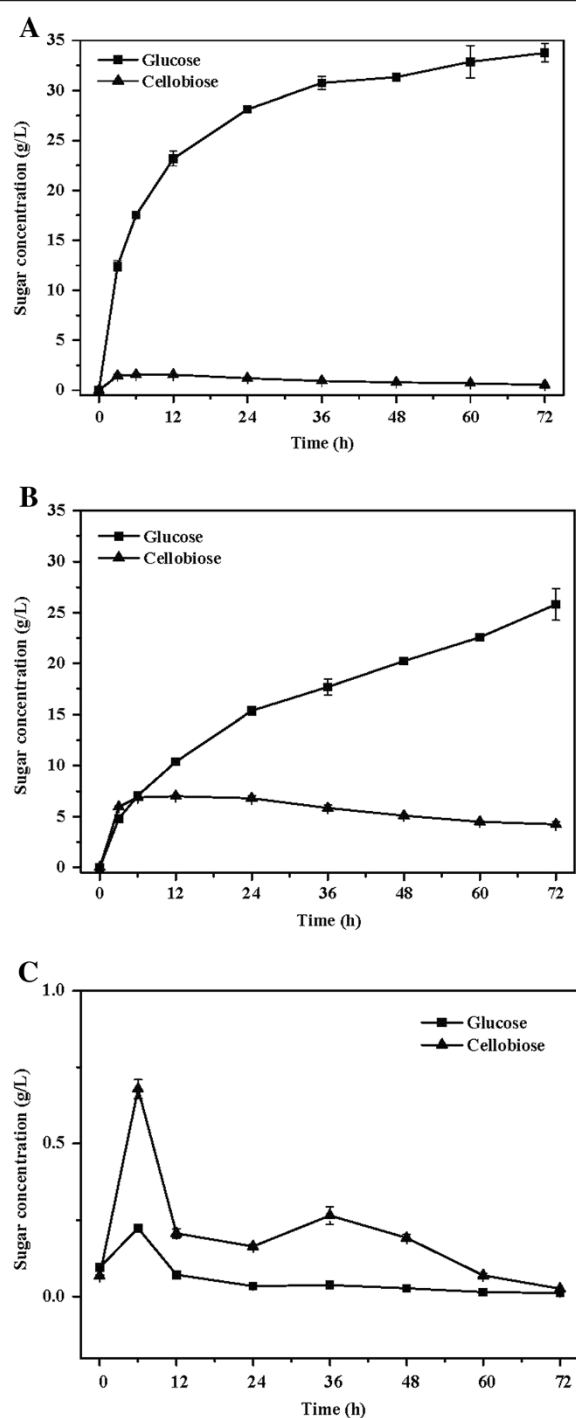 A
35
30
25
20
15
10
5
0
Sugar concentration (g/L)
Glucose
Cellobiose
0 12 24 36 48 60 72
Time (h)
B
35
30
25
20
15
10
5
0
Sugar concentration (g/L)
Glucose
Cellobiose
0 12 24 36 48 60 72
Time (h)
C
1.0
0.5
0.0
Sugar concentration (g/L)
Glucose
Cellobiose
0 12 24 36 48 60 72
Time (h)